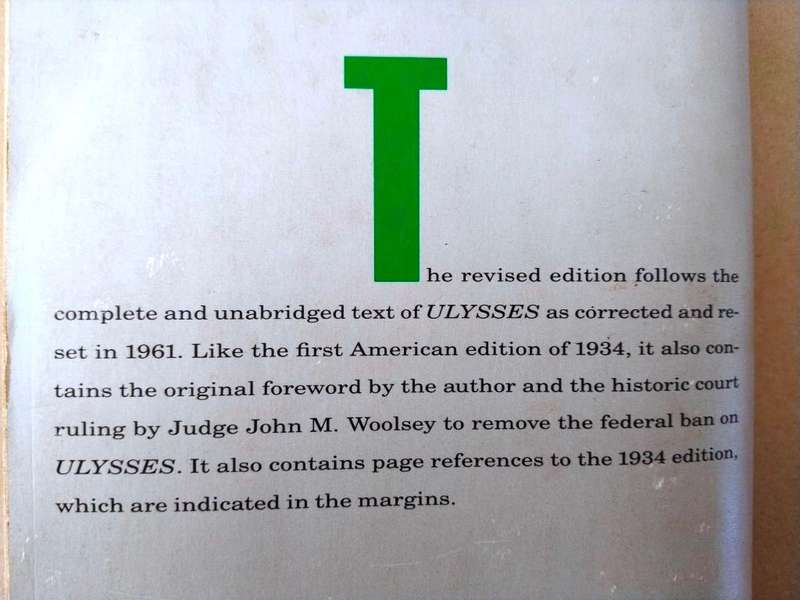 The revised edition follows the
complete and unabridged text of ULYSSES as corrected and re-
set in 1961. Like the first American edition of 1934, it also con-
tains the original foreword by the author and the historic court
ruling by Judge John M. Woolsey to remove the federal ban on
ULYSSES. It also contains page references to the 1934 edition,
which are indicated in the margins.